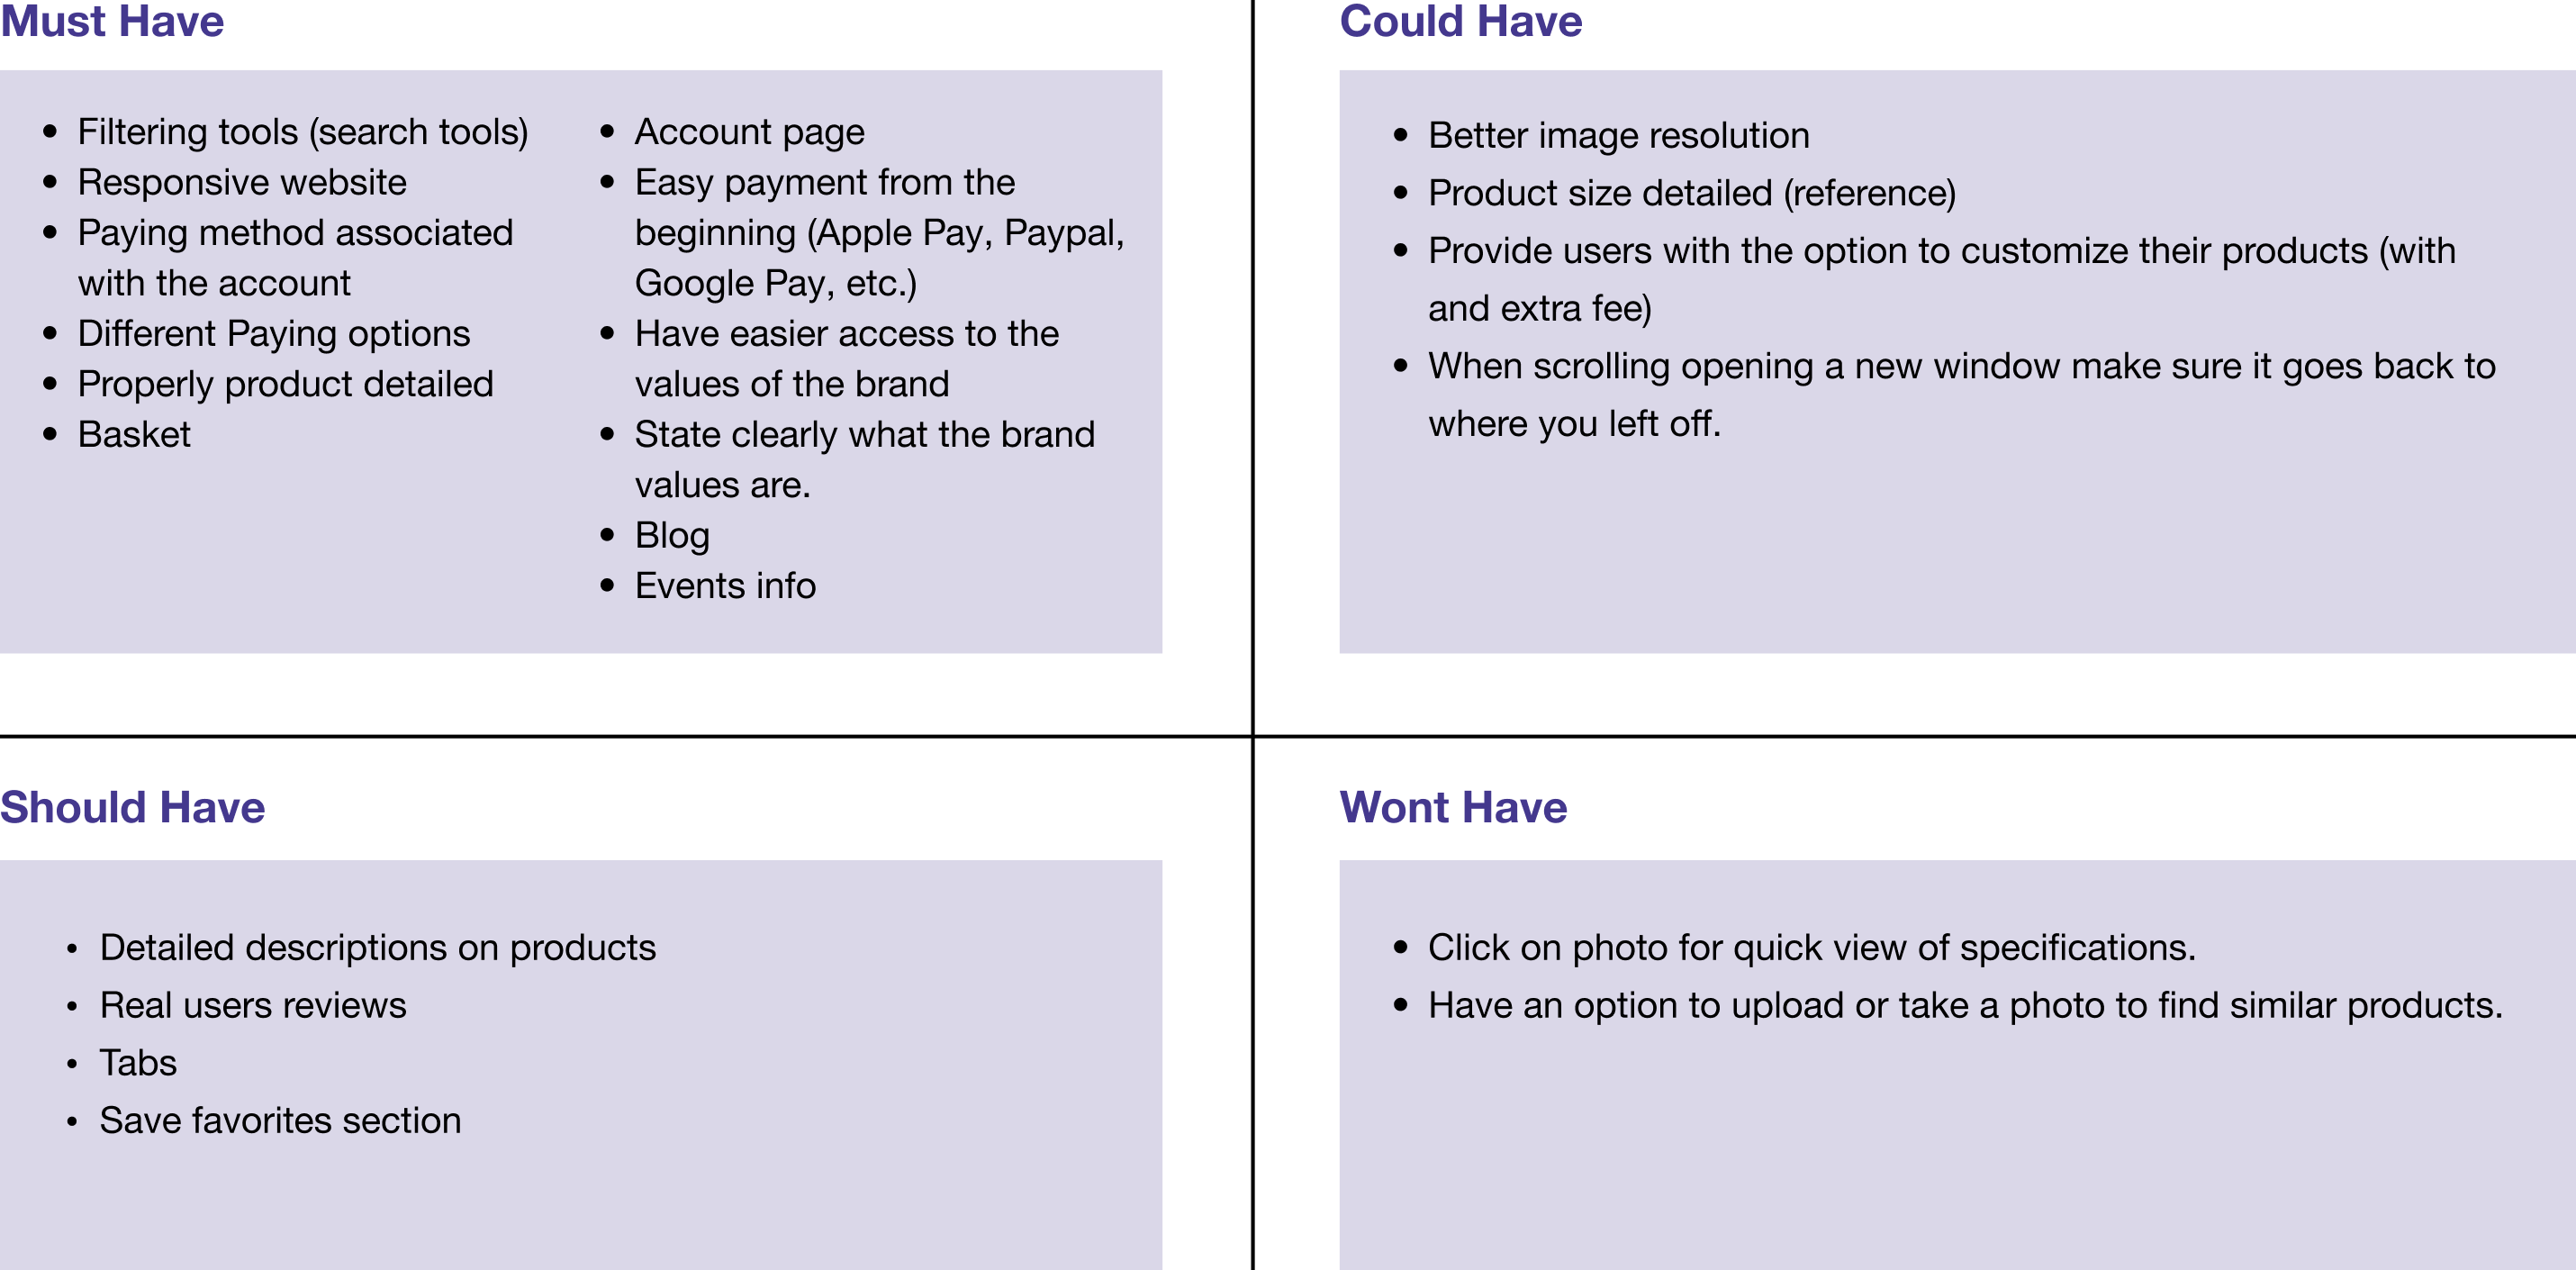 Must Have
• Filtering tools (search tools)
• Responsive website
• Paying method associated
with the account
• Different Paying options
• Properly product detailed
• Basket
• Account page
• Easy payment from the
beginning (Apple Pay, Paypal,
Google Pay, etc.)
• Have easier access to the
values of the brand
• State clearly what the brand
values are.
• Blog
• Events info
Could Have
• Better image resolution
• Product size detailed (reference)
• Provide users with the option to customize their products (with
and extra fee)
• When scrolling opening a new window make sure it goes back to
where you left off.
Should Have
• Detailed descriptions on products
• Real users reviews
• Tabs
• Save favorites section
Wont Have
• Click on photo for quick view of specifications.
• Have an option to upload or take a photo to find similar products.